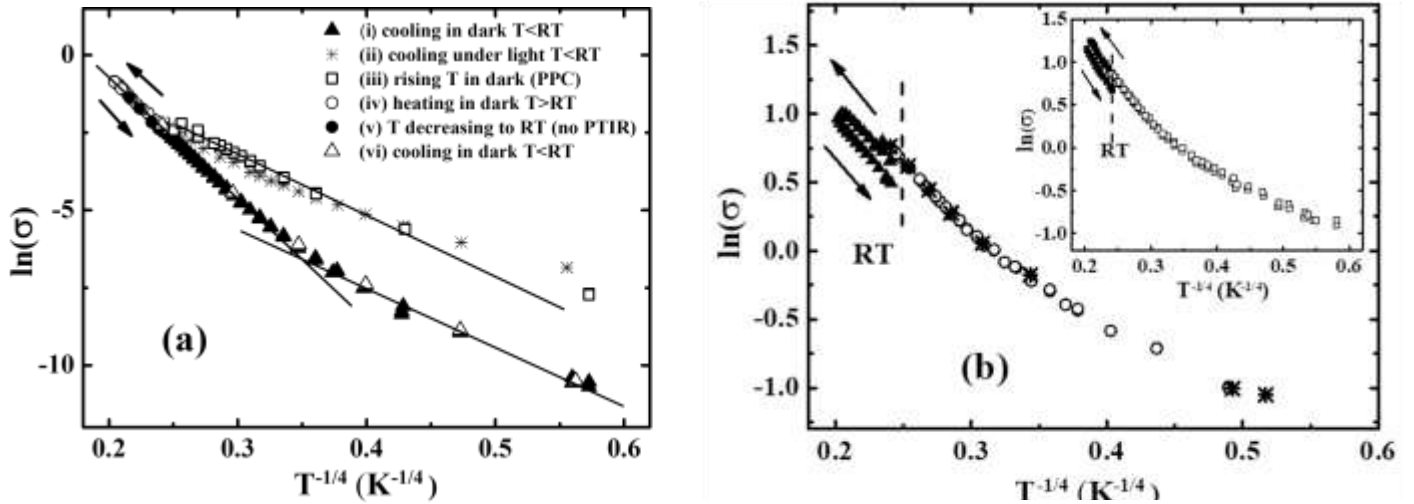 (i) cooling in dark T<RT
(ii) cooling under light T<RT
(iii) rising T in dark (PPC)
(iv) heating in dark T>RT
(v) T decreasing to RT (no PTIR)
(vi) cooling in dark T<RT
0
-5
-10
ln(σ)
(a)
0.2 0.3 0.4 0.5 0.6
T-1/4 (K-1/4)
1.5
1.0
0.5
0.0
-0.5
-1.0
ln(σ)
RT
(b)
0.2 0.3 0.4 0.5 0.6
T-1/4 (K-1/4)
1.5
1.0
0.5
0.0
-0.5
-1.0
ln(σ)
RT
0.2 0.3 0.4 0.5 0.6
T-1/4 (K-1/4)